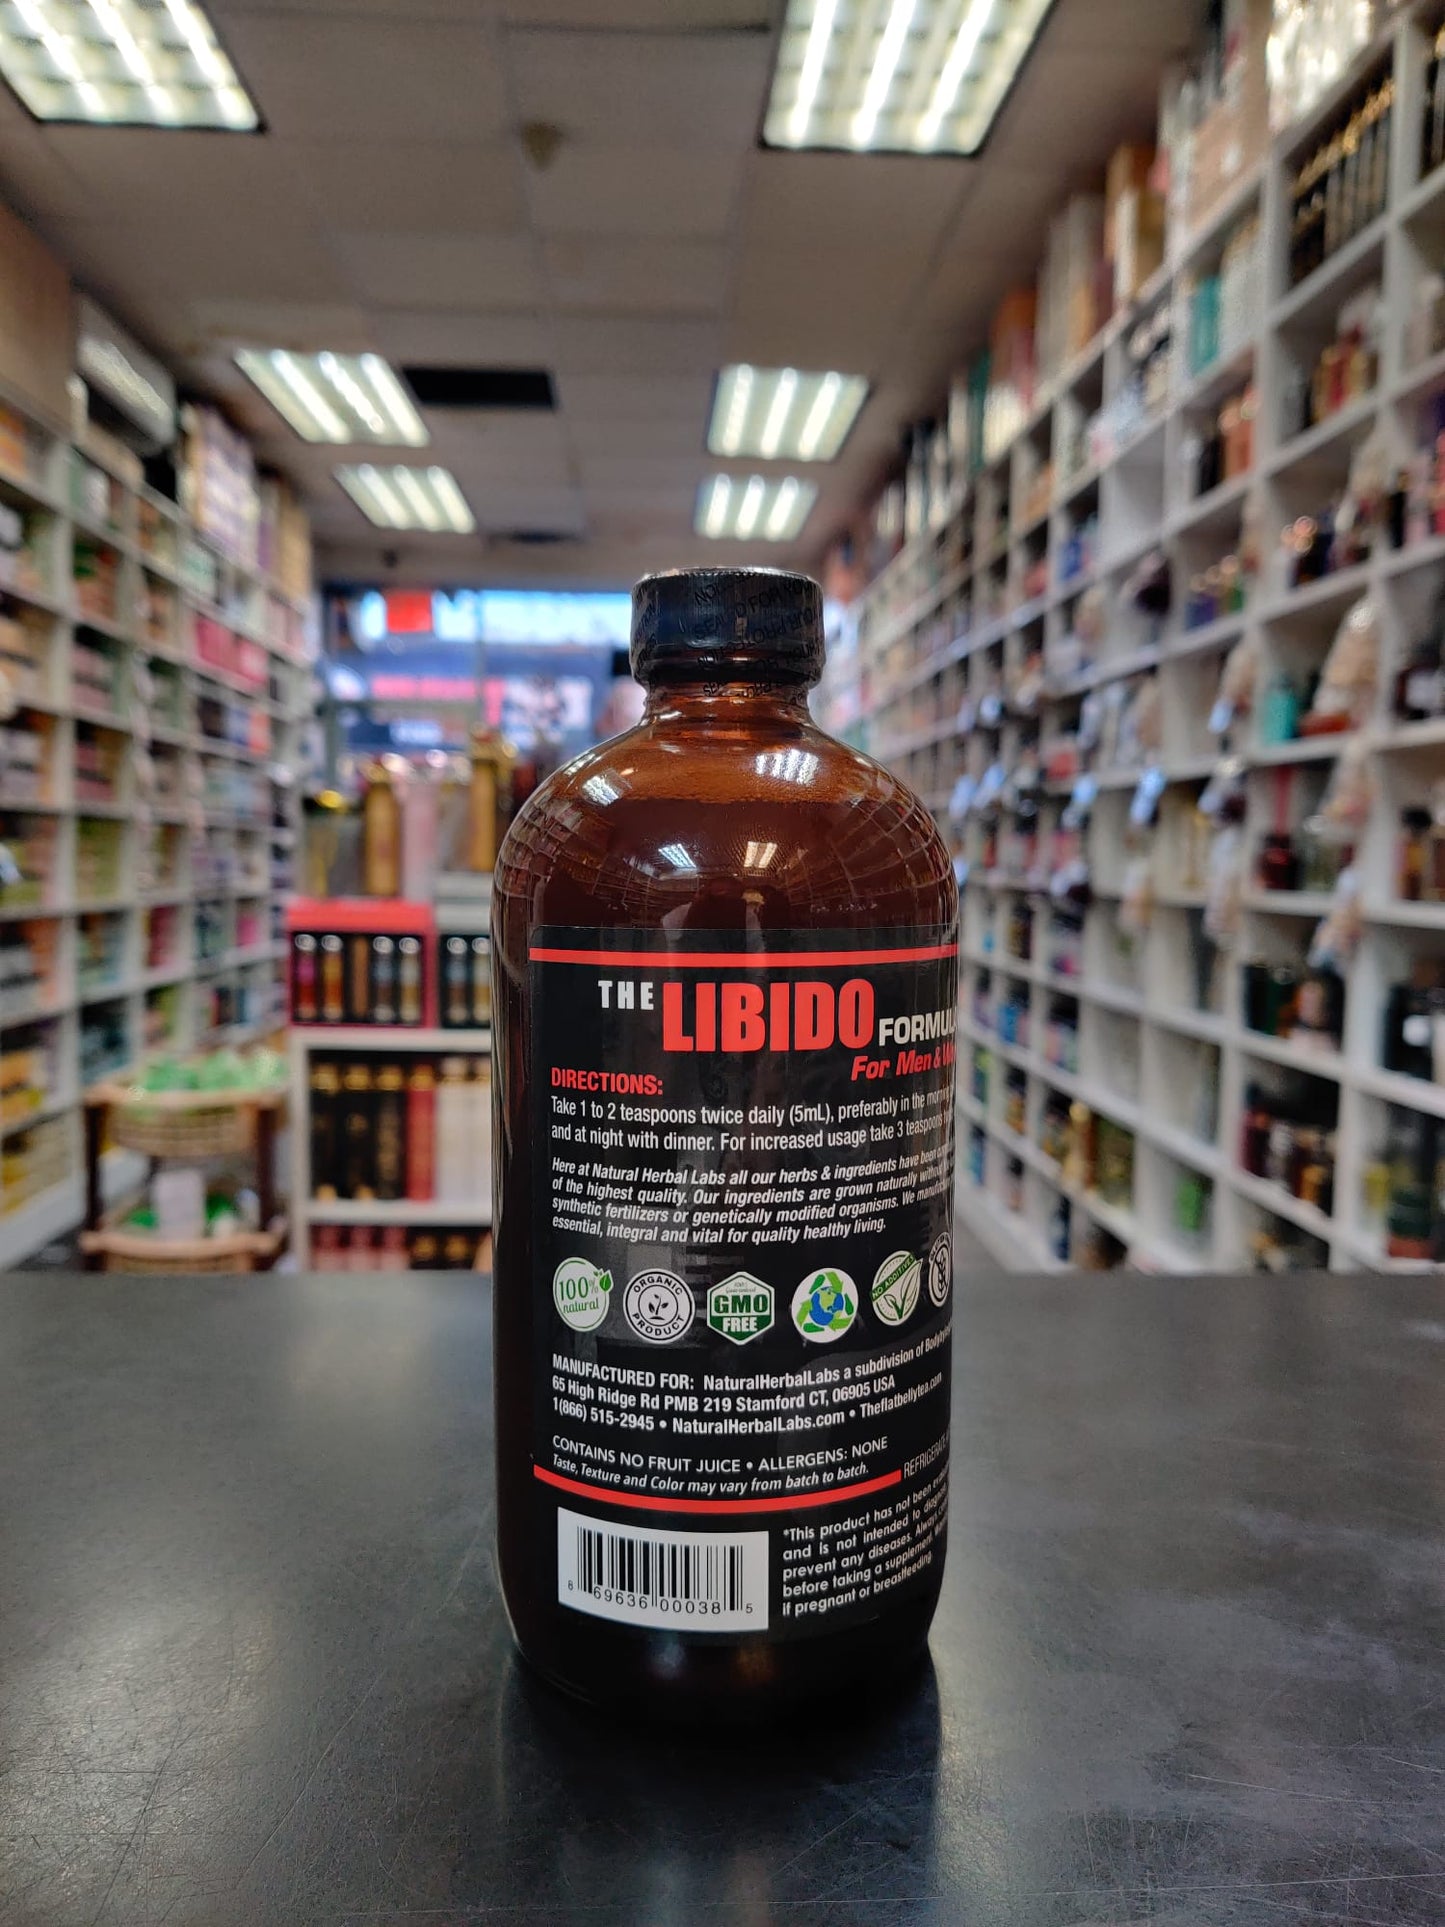 THE LIBIDO
For Men &
DIRECTIONS:
Take 1 to 2 teaspoons twice daily (5mL), preferably in the morning
and at night with dinner. For increased usage take 3 teaspoons
Here at Natural Herbal Labs all our herbs & ingredients have been
of the highest quality. Our ingredients are grown naturally without
synthetic fertilizers or genetically modified organisms. We
essential, integral and vital for quality healthy living.
100% natural
ORGANIC PRODUCT
GMO FREE
NO ADDITIVES
MANUFACTURED FOR: NaturalHerbalLabs a subdivision of
65 High Ridge Rd PMB 219 Stamford CT, 06905 USA
1(866) 515-2945 • NaturalHerbalLabs.com • Theflatbellytea.com
CONTAINS NO FRUIT JUICE • ALLERGENS: NONE
Taste, Texture and Color may vary from batch to batch.
REFRIGERATE
*This product has not been
and is not intended to
prevent any diseases. Always
before taking a supplement.
if pregnant or breastfeeding
8 69636 00038 5